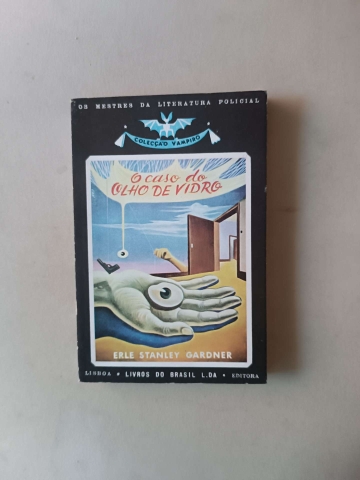 OS MESTRES DA LITERATURA POLICIAL
COLECÇÃO VAMPIRO
O caso do
OLHO DE VIDRO
ERLE STANLEY GARDNER
LISBOA • LIVROS DO BRASIL L.DA • EDITORA